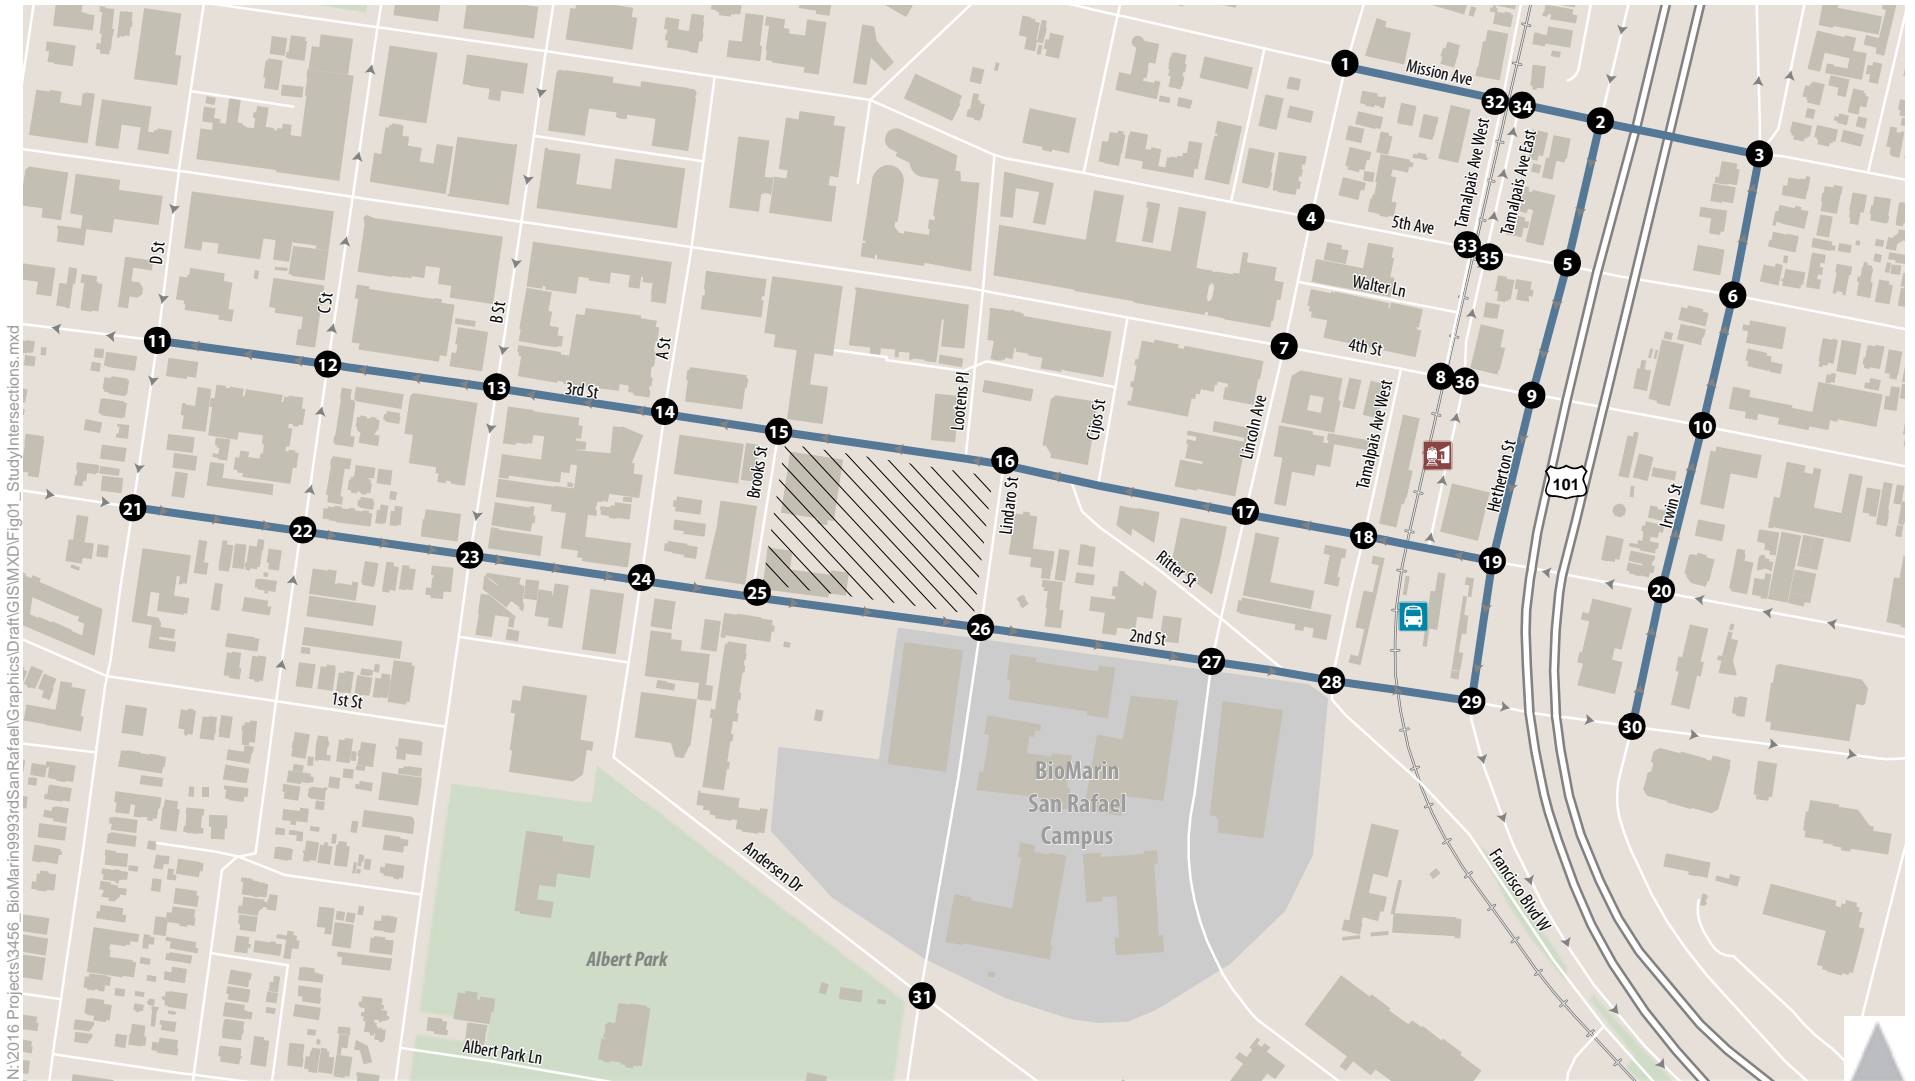 1
Mission Ave
32
34
2
3
Tamalpais Ave West
Tamalpais Ave East
4
5th Ave
33
35
5
6
D St
C St
B St
A St
Walter Ln
11
12
13
3rd St
14
15
16
7
4th St
8
36
9
10
Brooks St
Lootens Pl
Cijos St
Lincoln Ave
Tamalpais Ave West
Hetherton St
101
Irwin St
Lindaro St
17
18
19
20
Ritter St
21
22
23
24
25
26
2nd St
27
28
29
30
1st St
BioMarin
San Rafael
Campus
Andersen Dr
Francisco Blvd W
Albert Park
31
Albert Park Ln
N:\2016 Projects\3456_BioMarin9993rdSanRafael\Graphics\Draft\GIS\MXD\Fig01_StudyIntersections.mxd